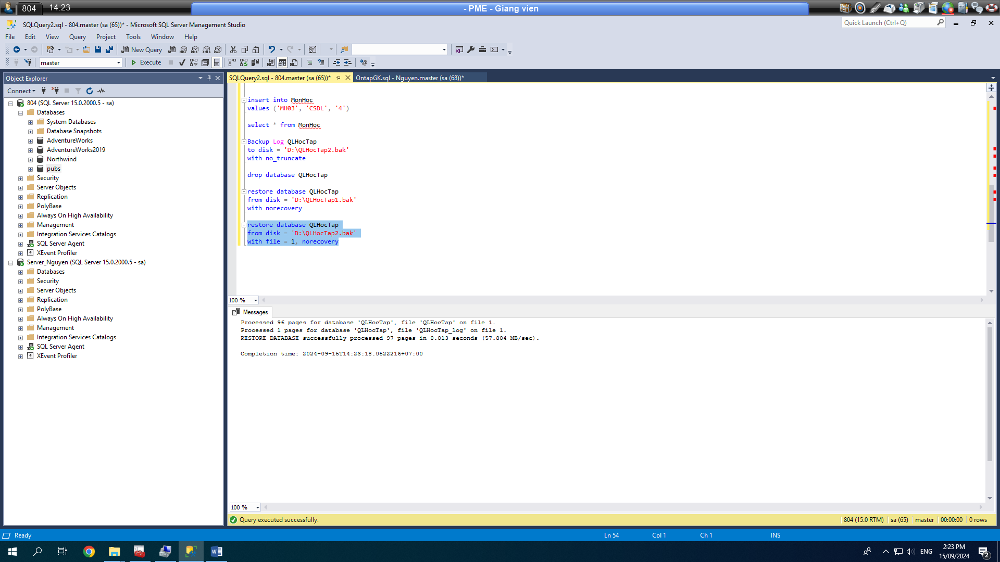 804
14:23
- PME - Giang vien
SQLQuery2.sql - 804.master (sa (65))* - Microsoft SQL Server Management Studio
Quick Launch (Ctrl+Q)
File Edit View Query Project Tools Window Help
New Query
MDX DMX XMLA DAX
master
Execute
Object Explorer
SQLQuery2.sql - 804.master (sa (65))*
OntapGK.sql - Nguyen.master (sa (68))*
Connect
804 (SQL Server 15.0.2000.5 - sa)
Databases
System Databases
Database Snapshots
AdventureWorks
AdventureWorks2019
Northwind
pubs
Security
Server Objects
Replication
PolyBase
Always On High Availability
Management
Integration Services Catalogs
SQL Server Agent
XEvent Profiler
Server_Nguyen (SQL Server 15.0.2000.5 - sa)
Databases
Security
Server Objects
Replication
PolyBase
Always On High Availability
Management
Integration Services Catalogs
SQL Server Agent
XEvent Profiler
insert into MonHoc
values ('MH03', 'CSDL', '4')
select * from MonHoc
Backup Log QLHocTap
to disk = 'D:\QLHocTap2.bak'
with no_truncate
drop database QLHocTap
restore database QLHocTap
from disk = 'D:\QLHocTap1.bak'
with norecovery
restore database QLHocTap
from disk = 'D:\QLHocTap2.bak'
with file = 1, norecovery
100 %
Messages
Processed 96 pages for database 'QLHocTap', file 'QLHocTap' on file 1.
Processed 1 pages for database 'QLHocTap', file 'QLHocTap_log' on file 1.
RESTORE DATABASE successfully processed 97 pages in 0.013 seconds (57.804 MB/sec).
Completion time: 2024-09-15T14:23:18.0522216+07:00
100 %
Query executed successfully.
804 (15.0 RTM) sa (65) master 00:00:00 0 rows
Ready
Ln 54
Col 1
Ch 1
INS
ENG
2:23 PM
15/09/2024
2